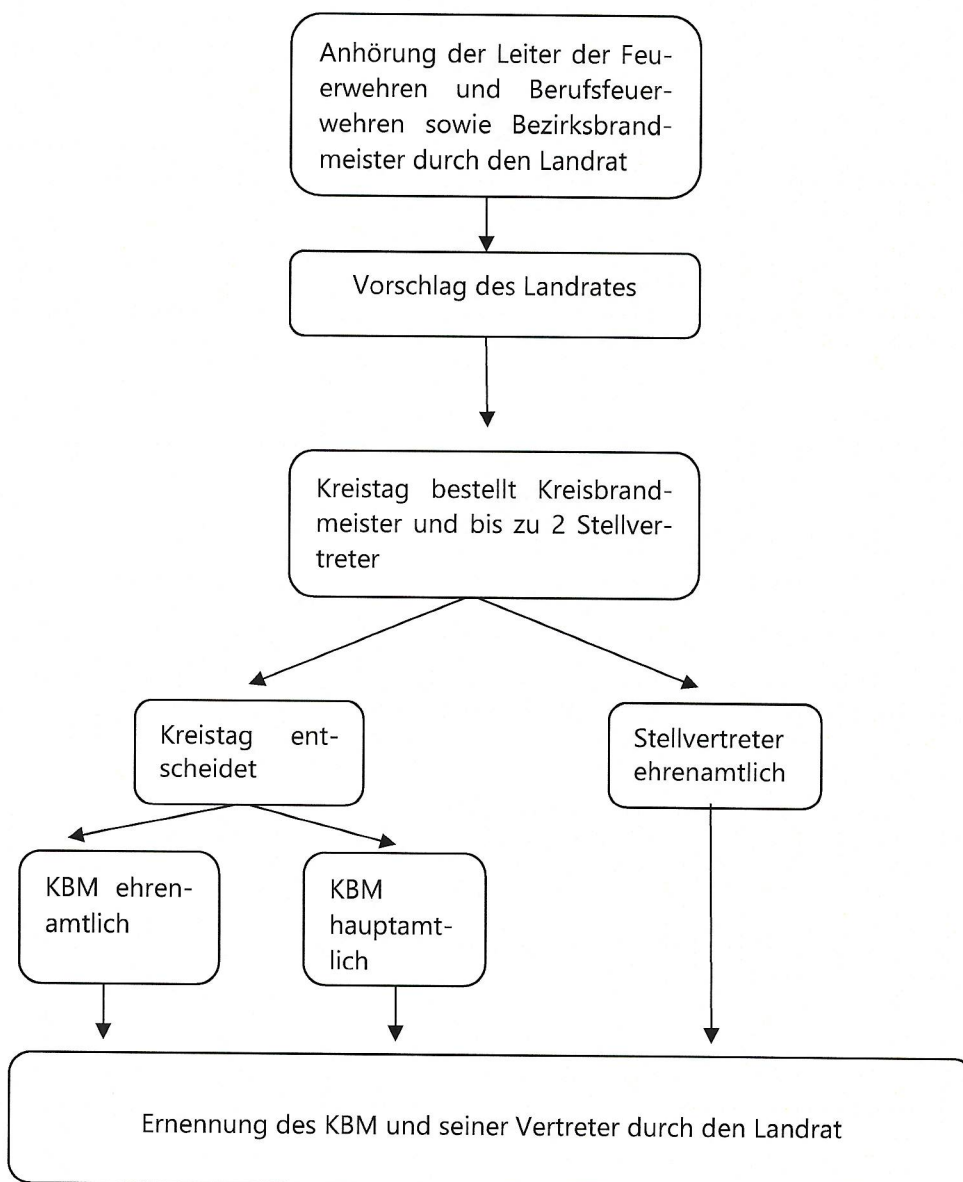 Anhörung der Leiter der Feu-
erwehren und Berufsfeuer-
wehren sowie Bezirksbrand-
meister durch den Landrat
Vorschlag des Landrates
Kreistag bestellt Kreisbrand-
meister und bis zu 2 Stellver-
treter
Kreistag ent-
scheidet
Stellvertreter
ehrenamtlich
KBM ehren-
amtlich
KBM
hauptamt-
lich
Ernennung des KBM und seiner Vertreter durch den Landrat